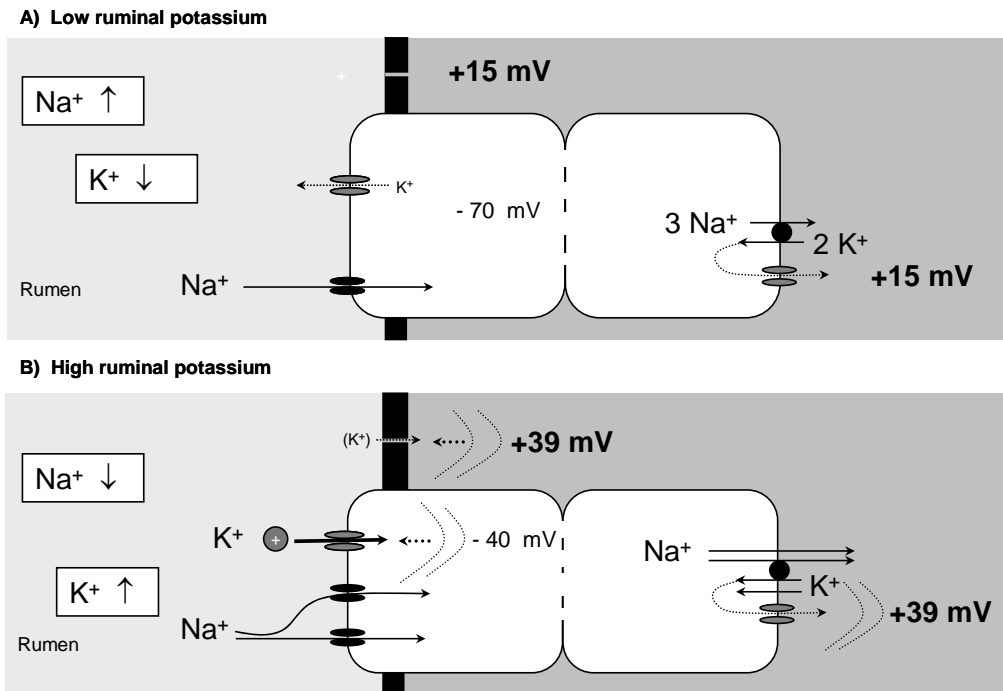 A) Low ruminal potassium
+
+15 mV
Na⁺ ↑
K⁺ ↓
K⁺
- 70 mV
3 Na⁺
2 K⁺
Rumen
Na⁺
+15 mV
B) High ruminal potassium
(K⁺)
+39 mV
Na⁺ ↓
K⁺
+
- 40 mV
Na⁺
K⁺ ↑
K⁺
Na⁺
+39 mV
Rumen